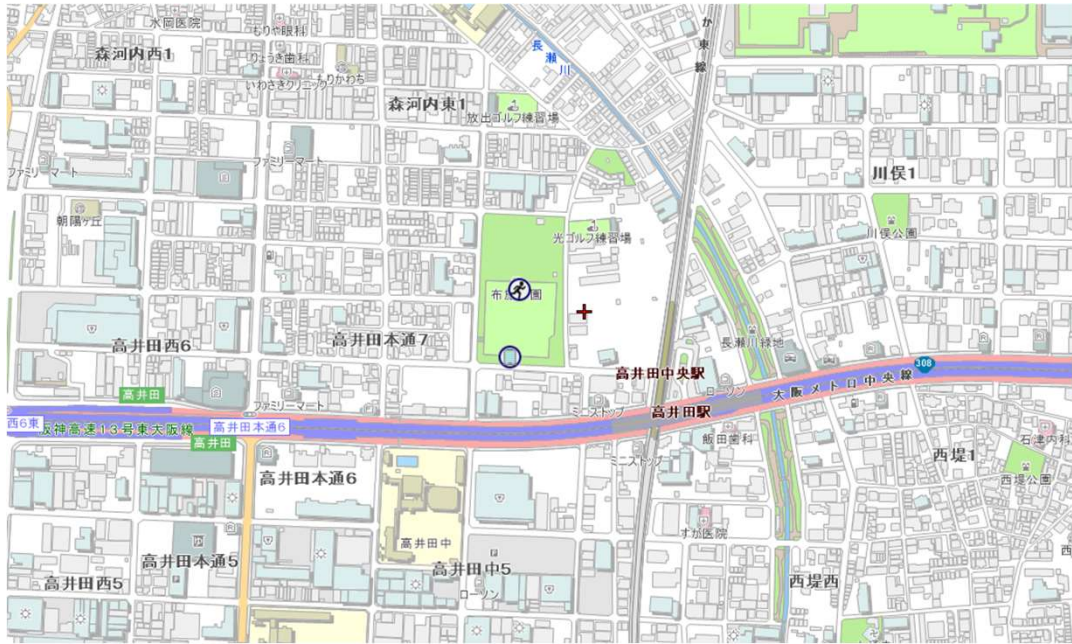 水岡医院
もりや眼科
森河内西1
りょうき歯科
もりかわち
いわさきクリニック
長瀬川
か東線
森河内東1
放出ゴルフ練習場
ファミリーマート
ファミリーマート
川俣1
朝陽ヶ丘
光ゴルフ練習場
川俣公園
高井田本通7
高井田西6
長瀬川緑地
高井田中央駅
308
ローソン
大阪メトロ中央線
高井田
ファミリーマート
ミニストップ
高井田駅
西6東
阪神高速13号東大阪線
高井田本通6
高井田
飯田歯科
石津内科
西堤1
ミニストップ
高井田本通6
西堤公園
高井田中
すが医院
高井田本通5
高井田西5
高井田中5
ローソン
西堤西
西